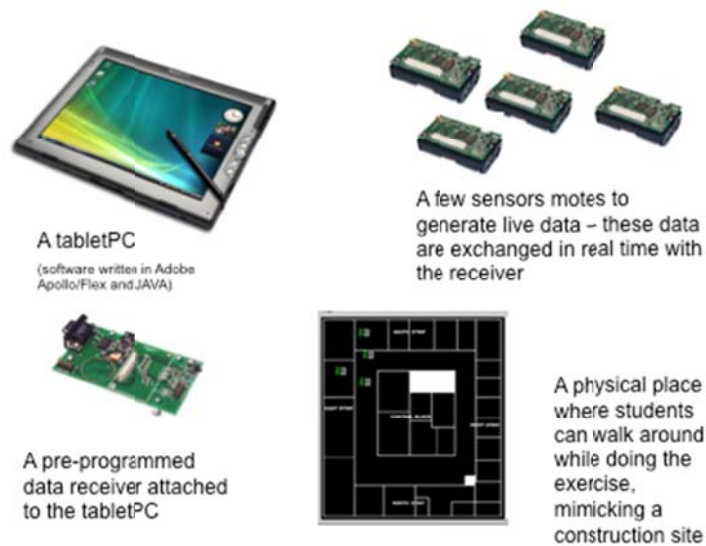 A tabletPC
(software written in Adobe
Apollo/Flex and JAVA)
A few sensors motes to
generate live data – these data
are exchanged in real time with
the receiver
A pre-programmed
data receiver attached
to the tabletPC
A physical place
where students
can walk around
while doing the
exercise,
mimicking a
construction site